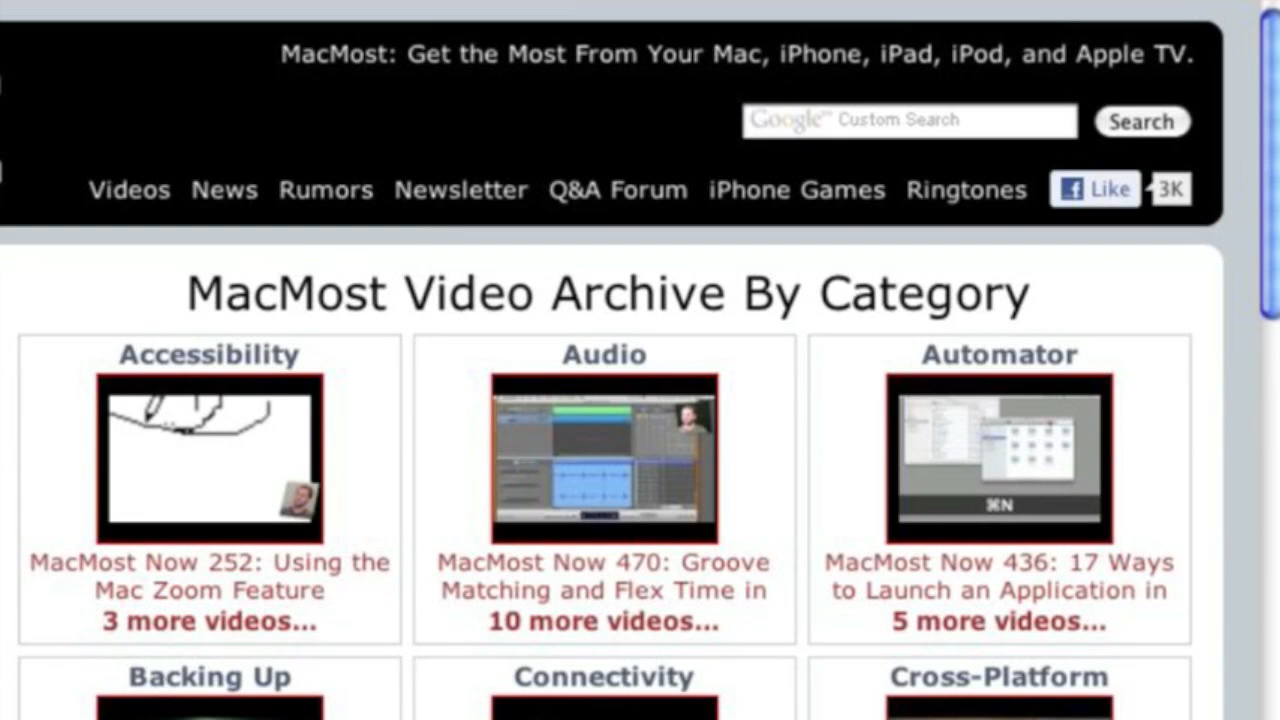 MacMost: Get the Most From Your Mac, iPhone, iPad, iPod, and Apple TV.
Google™ Custom Search
Search
Videos News Rumors Newsletter Q&A Forum iPhone Games Ringtones Like 3K
MacMost Video Archive By Category
Accessibility
MacMost Now 252: Using the
Mac Zoom Feature
3 more videos...
Audio
MacMost Now 470: Groove
Matching and Flex Time in
10 more videos...
Automator
⌘N
MacMost Now 436: 17 Ways
to Launch an Application in
5 more videos...
Backing Up
Connectivity
Cross-Platform